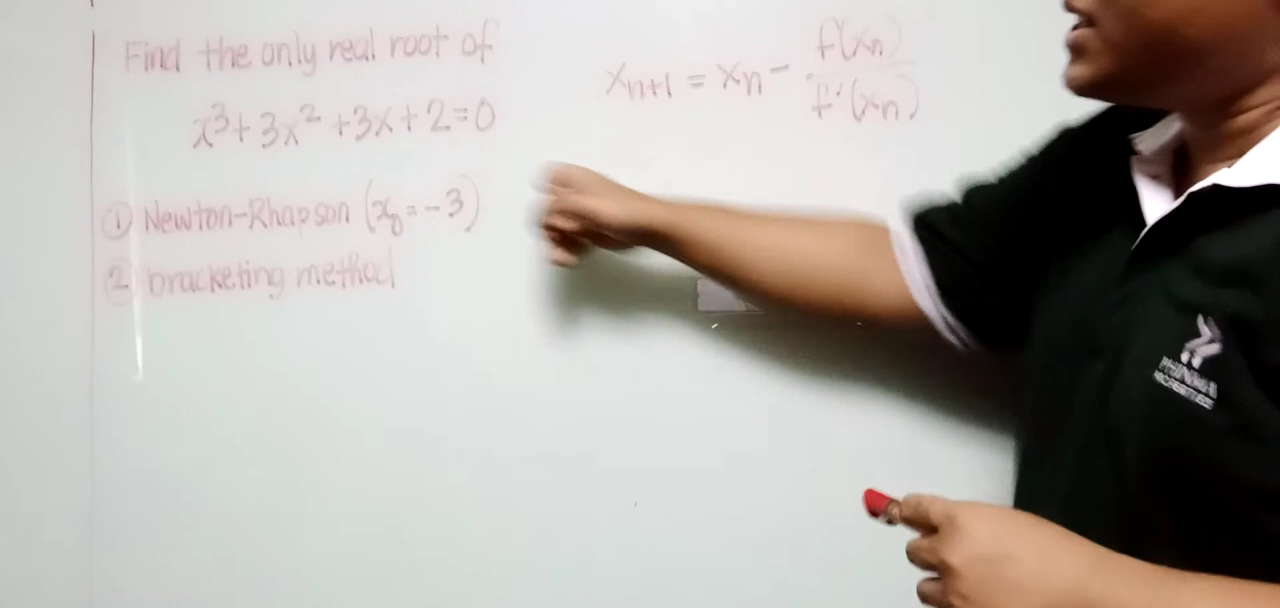 Find the only real root of
x³+3x²+3x+2=0
① Newton-Rhapson (x₀=-3)
② bracketing method
xₙ₊₁ = xₙ - f(xₙ)/f'(xₙ)